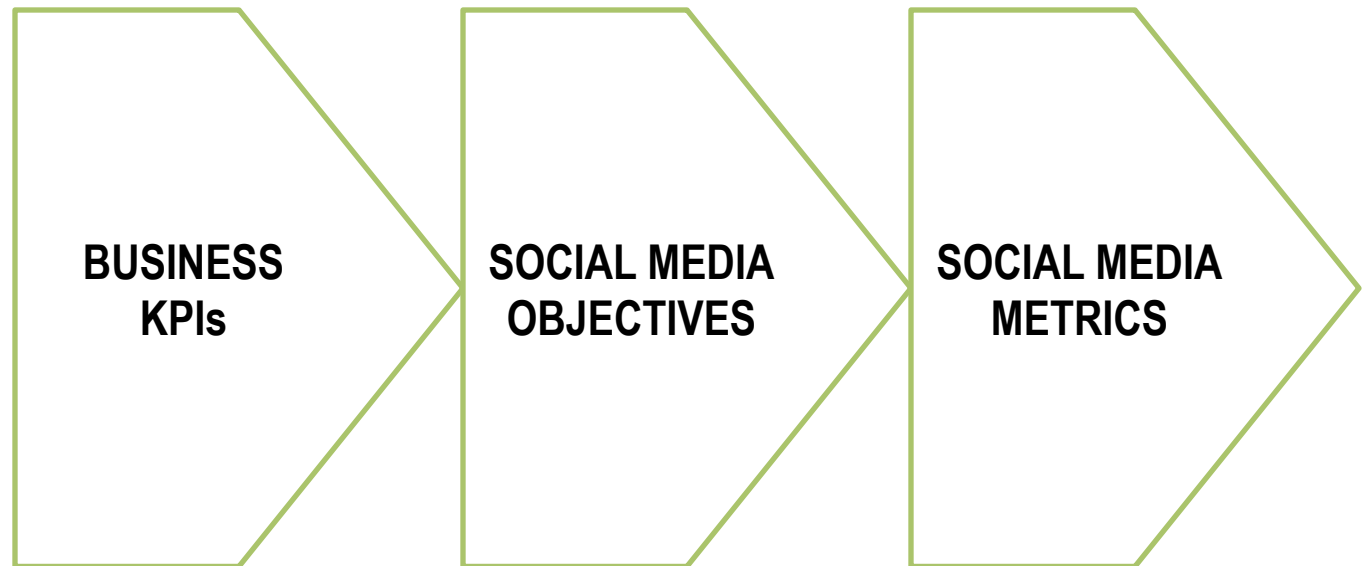 BUSINESS
KPIs
SOCIAL MEDIA
OBJECTIVES
SOCIAL MEDIA
METRICS